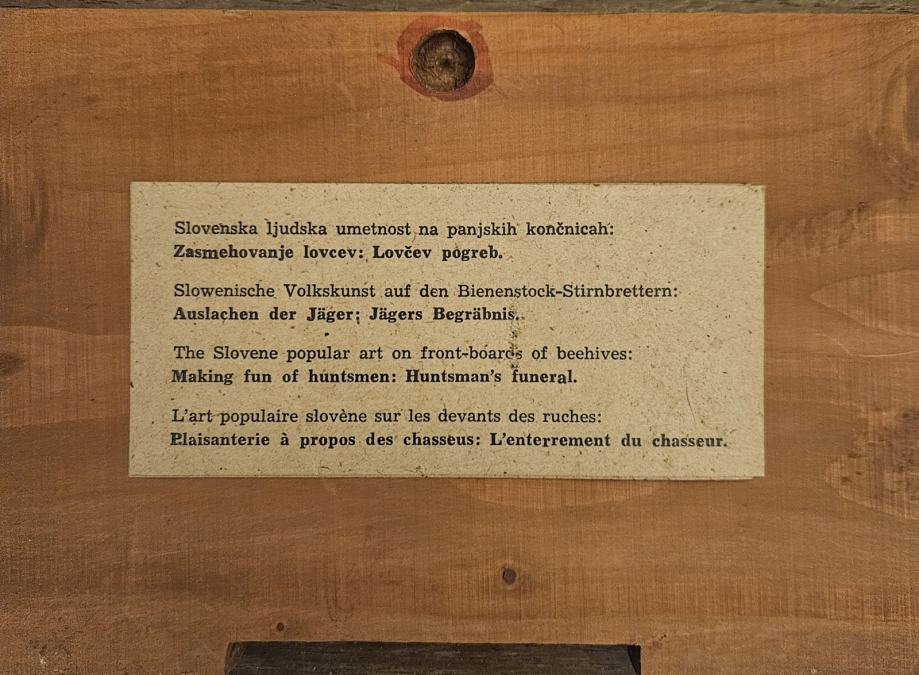 Slovenska ljudska umetnost na panjskih končnicah:
Zasmehovanje lovcev: Lovčev pogreb.
Slowenische Volkskunst auf den Bienenstock-Stirnbrettern:
Auslachen der Jäger: Jägers Begräbnis.
The Slovene popular art on front-boards of beehives:
Making fun of huntsmen: Huntsman's funeral.
L'art populaire slovène sur les devants des ruches:
Plaisanterie à propos des chasseus: L'enterrement du chasseur.